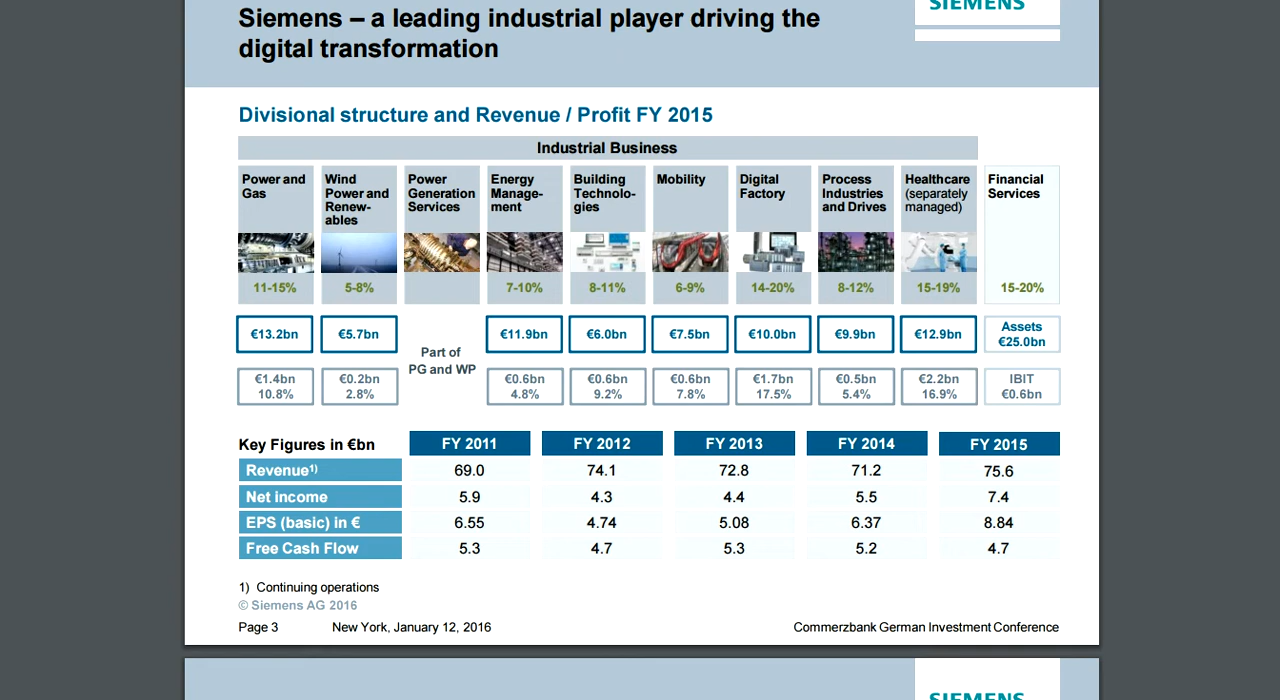 Siemens – a leading industrial player driving the
digital transformation
SIEMENS
Divisional structure and Revenue / Profit FY 2015
Industrial Business
Power and
Gas
Wind
Power and
Renew-
ables
Power
Generation
Services
Energy
Manage-
ment
Building
Technolo-
gies
Mobility
Digital
Factory
Process
Industries
and Drives
Healthcare
(separately
managed)
Financial
Services
11-15%
5-8%
7-10%
8-11%
6-9%
14-20%
8-12%
15-19%
15-20%
€13.2bn
€5.7bn
Part of
PG and WP
€11.9bn
€6.0bn
€7.5bn
€10.0bn
€9.9bn
€12.9bn
Assets
€25.0bn
€1.4bn
10.8%
€0.2bn
2.8%
€0.6bn
4.8%
€0.6bn
9.2%
€0.6bn
7.8%
€1.7bn
17.5%
€0.5bn
5.4%
€2.2bn
16.9%
IBIT
€0.6bn
Key Figures in €bn FY 2011 FY 2012 FY 2013 FY 2014 FY 2015
Revenue1) 69.0 74.1 72.8 71.2 75.6
Net income 5.9 4.3 4.4 5.5 7.4
EPS (basic) in € 6.55 4.74 5.08 6.37 8.84
Free Cash Flow 5.3 4.7 5.3 5.2 4.7
1) Continuing operations
© Siemens AG 2016
Page 3 New York, January 12, 2016 Commerzbank German Investment Conference
SIEMENS